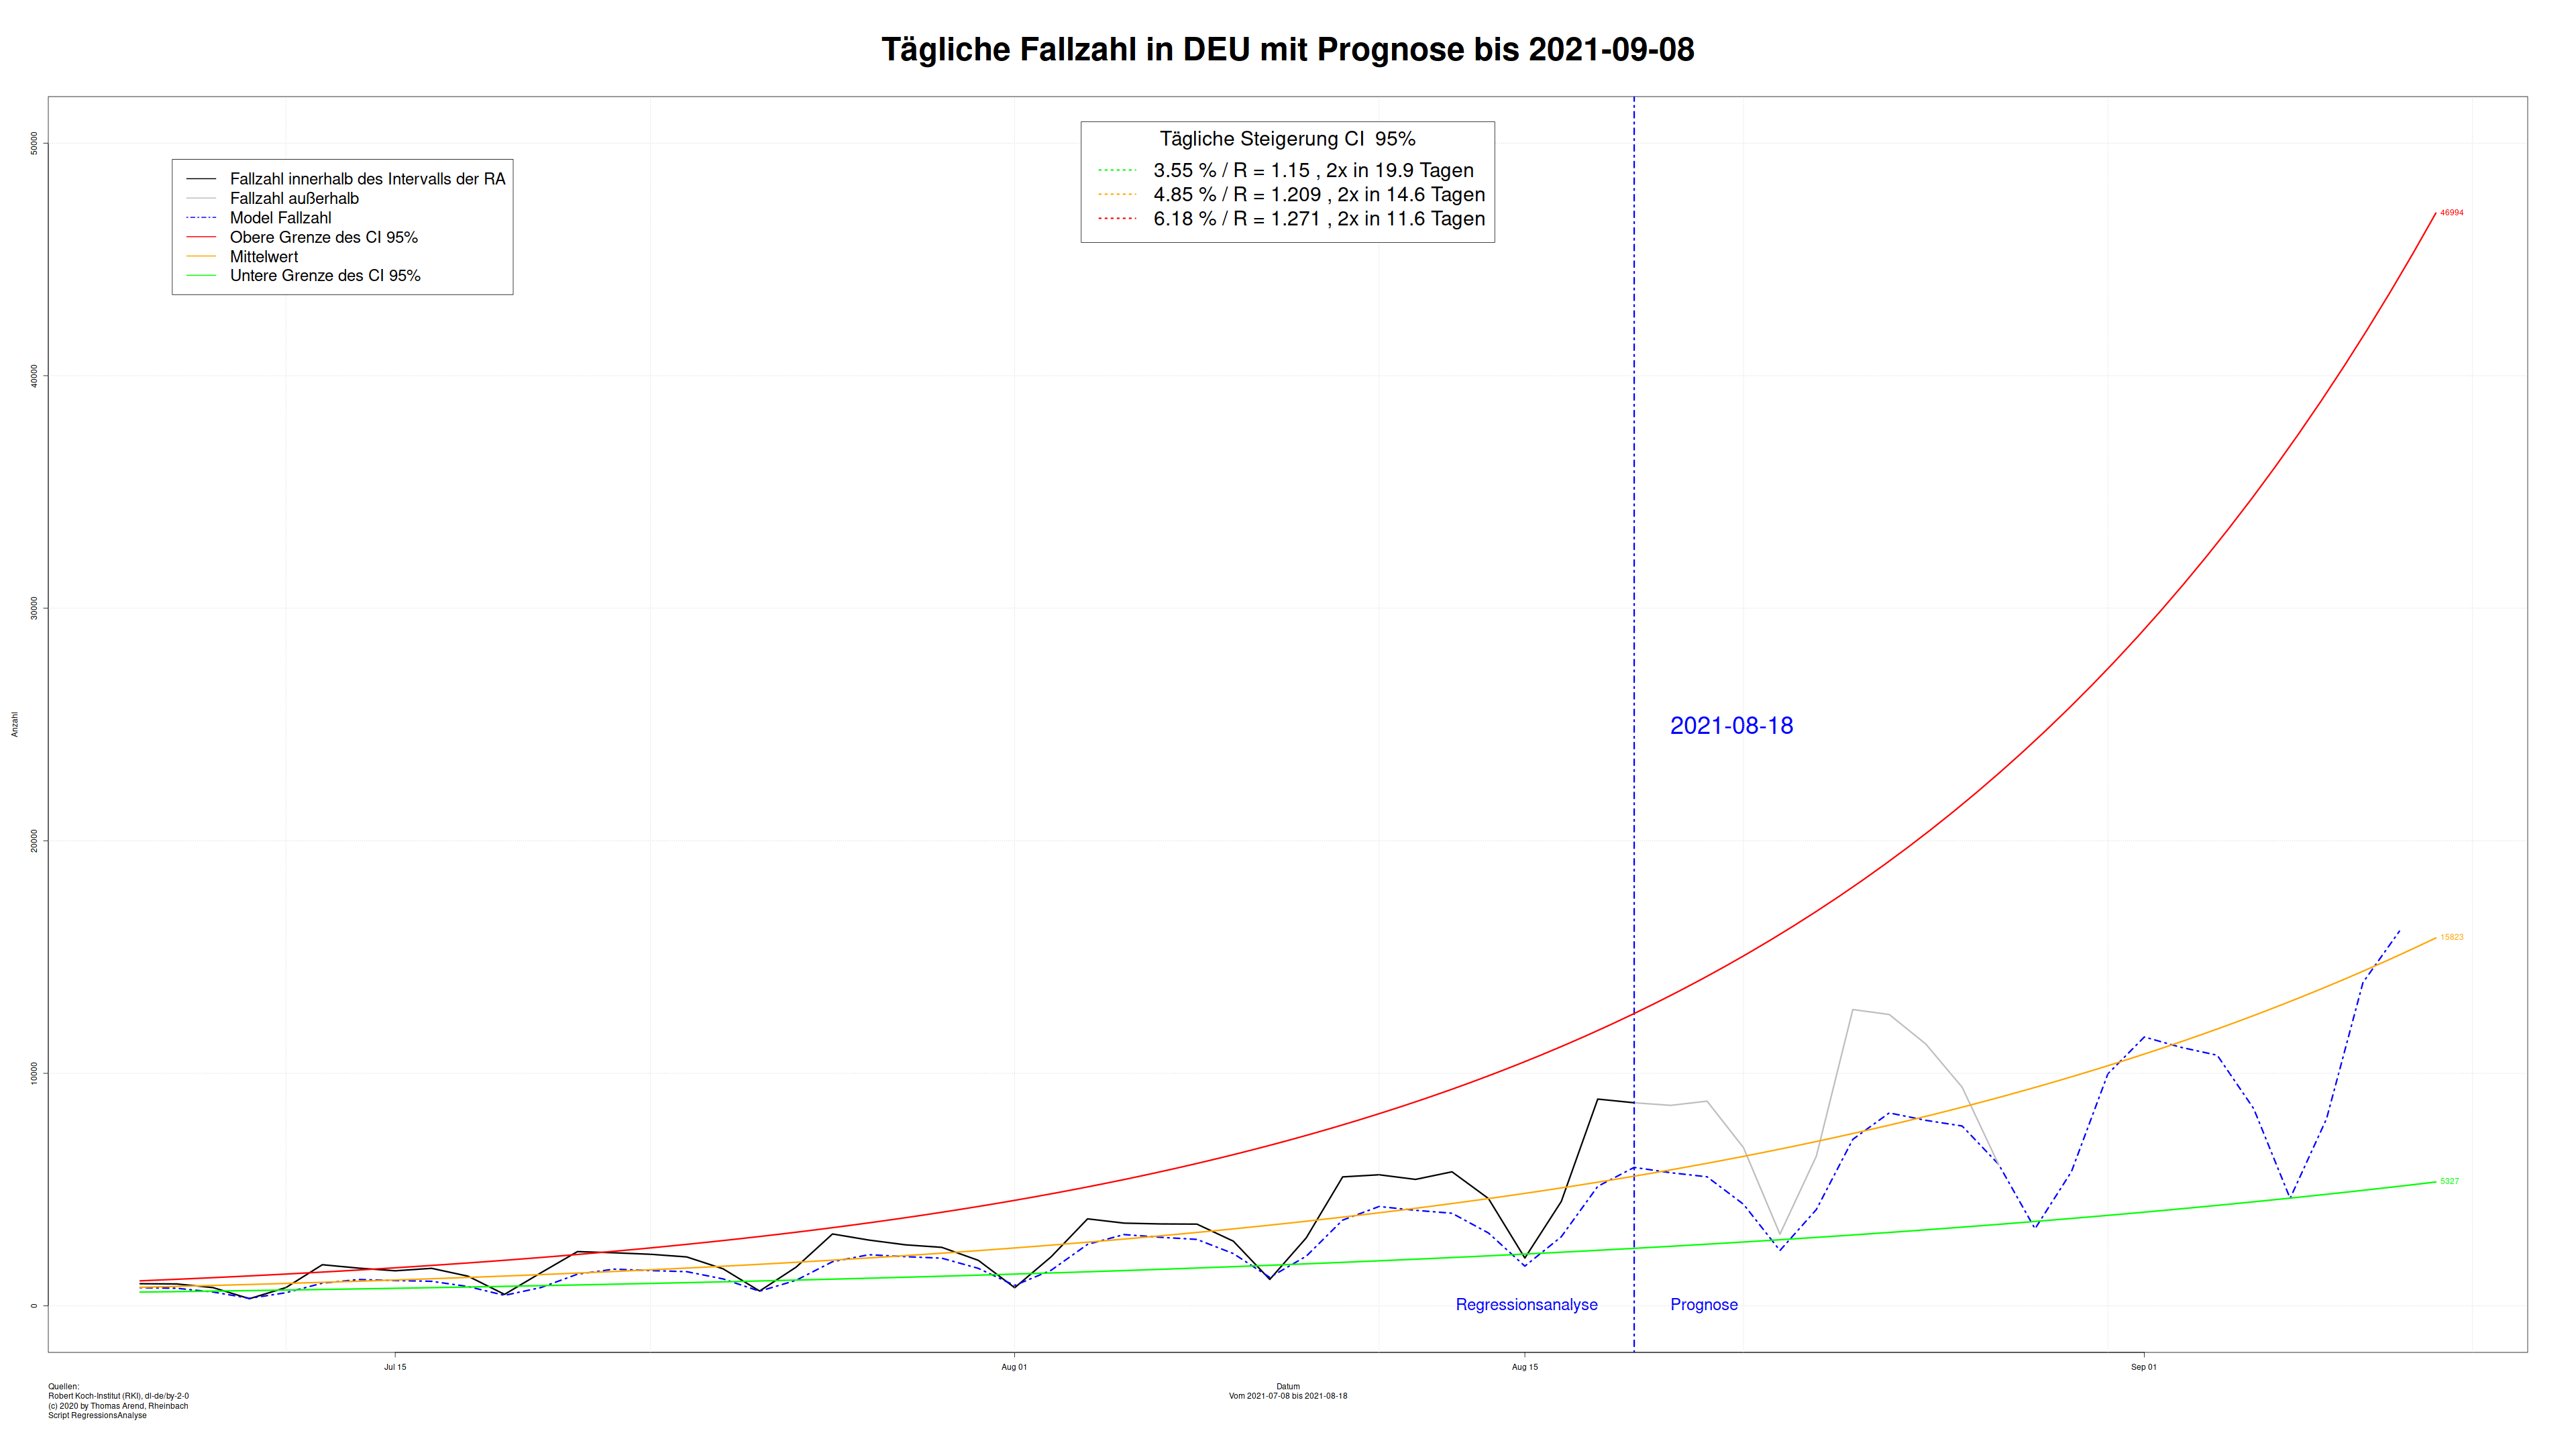 Tägliche Fallzahl in DEU mit Prognose bis 2021-09-08
Fallzahl innerhalb des Intervalls der RA
Fallzahl außerhalb
Model Fallzahl
Obere Grenze des CI 95%
Mittelwert
Untere Grenze des CI 95%
Tägliche Steigerung CI 95%
3.55 % / R = 1.15 , 2x in 19.9 Tagen
4.85 % / R = 1.209 , 2x in 14.6 Tagen
6.18 % / R = 1.271 , 2x in 11.6 Tagen
50000
40000
30000
20000
10000
0
Anzahl
46994
15823
5327
2021-08-18
Regressionsanalyse
Prognose
Jul 15
Aug 01
Aug 15
Sep 01
Datum
Vom 2021-07-08 bis 2021-08-18
Quellen:
Robert Koch-Institut (RKI), dl-de/by-2-0
(c) 2020 by Thomas Arend, Rheinbach
Script RegressionsAnalyse